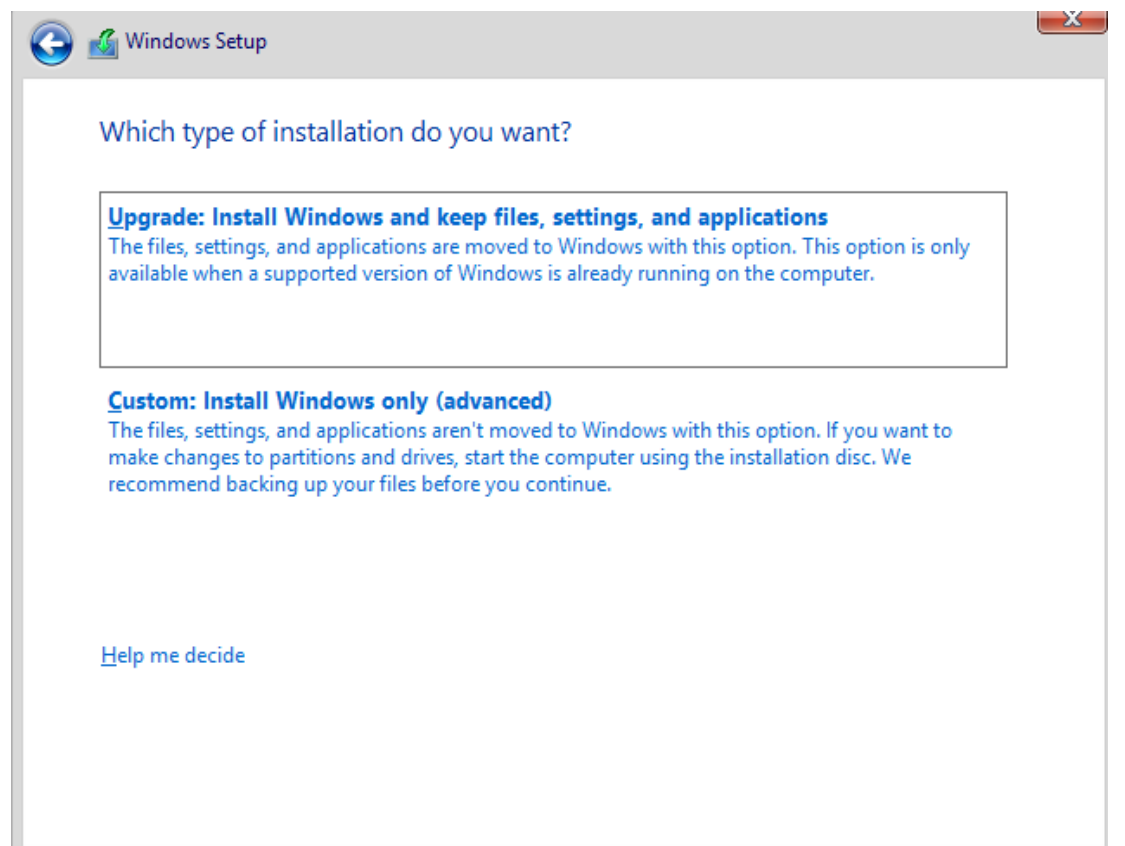 Windows Setup
X
Which type of installation do you want?
Upgrade: Install Windows and keep files, settings, and applications
The files, settings, and applications are moved to Windows with this option. This option is only
available when a supported version of Windows is already running on the computer.
Custom: Install Windows only (advanced)
The files, settings, and applications aren't moved to Windows with this option. If you want to
make changes to partitions and drives, start the computer using the installation disc. We
recommend backing up your files before you continue.
Help me decide